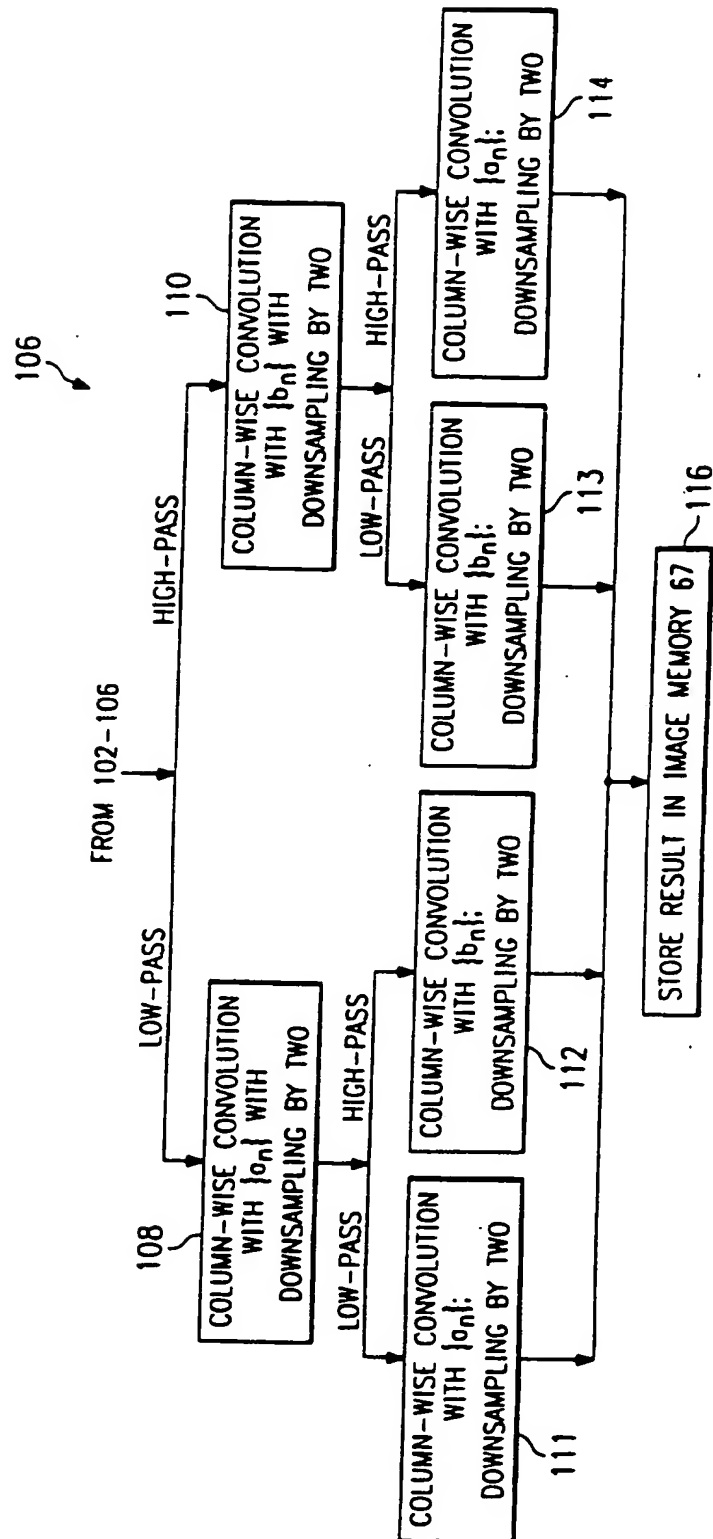 106
FROM 102-106
LOW-PASS
HIGH-PASS
108
COLUMN-WISE CONVOLUTION
WITH {an} WITH
DOWNSAMPLING BY TWO
110
COLUMN-WISE CONVOLUTION
WITH {bn} WITH
DOWNSAMPLING BY TWO
LOW-PASS
HIGH-PASS
LOW-PASS
HIGH-PASS
COLUMN-WISE CONVOLUTION
WITH {an}:
DOWNSAMPLING BY TWO
111
COLUMN-WISE CONVOLUTION
WITH {bn}:
DOWNSAMPLING BY TWO
112
COLUMN-WISE CONVOLUTION
WITH {bn}:
DOWNSAMPLING BY TWO
113
COLUMN-WISE CONVOLUTION
WITH {an}:
DOWNSAMPLING BY TWO
114
STORE RESULT IN IMAGE MEMORY 67
116